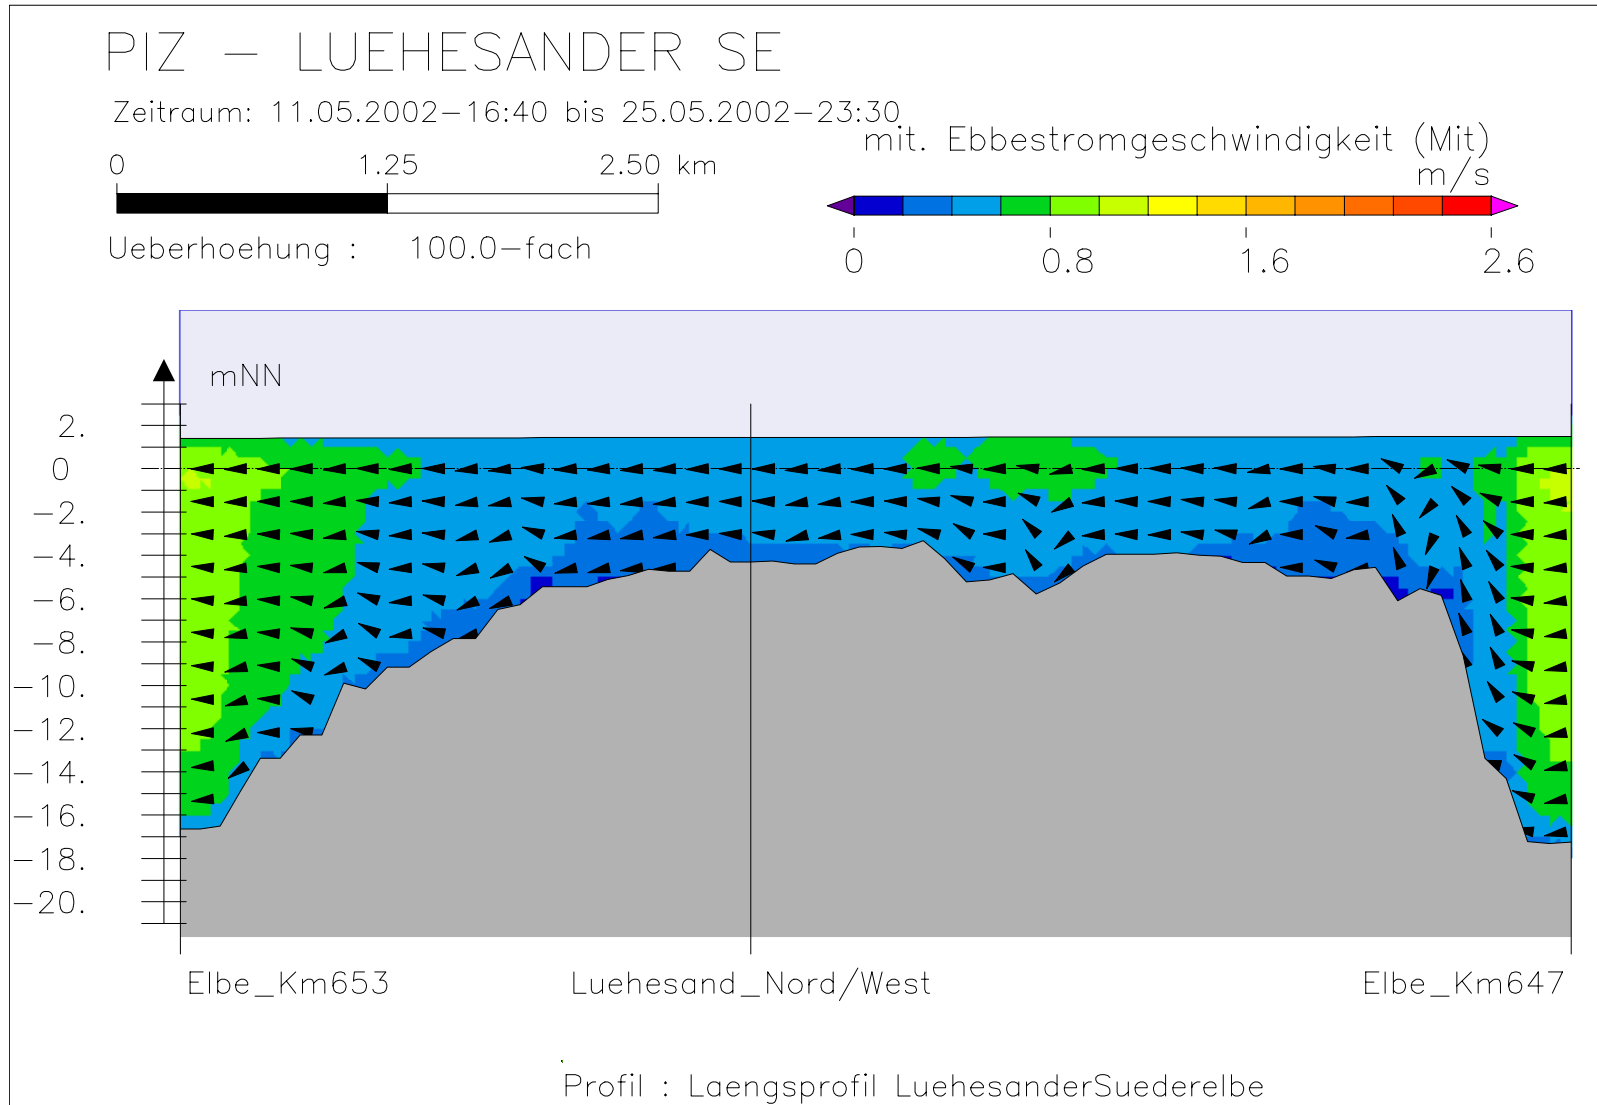 PIZ - LUEHESANDER SE
Zeitraum: 11.05.2002-16:40 bis 25.05.2002-23:30
mit. Ebbestromgeschwindigkeit (Mit)
m/s
0 1.25 2.50 km
Ueberhoehung : 100.0-fach
0 0.8 1.6 2.6
mNN
2.
0
-2.
-4.
-6.
-8.
-10.
-12.
-14.
-16.
-18.
-20.
Elbe_Km653 Luehesand_Nord/West Elbe_Km647
Profil : Laengsprofil LuehesanderSuederelbe